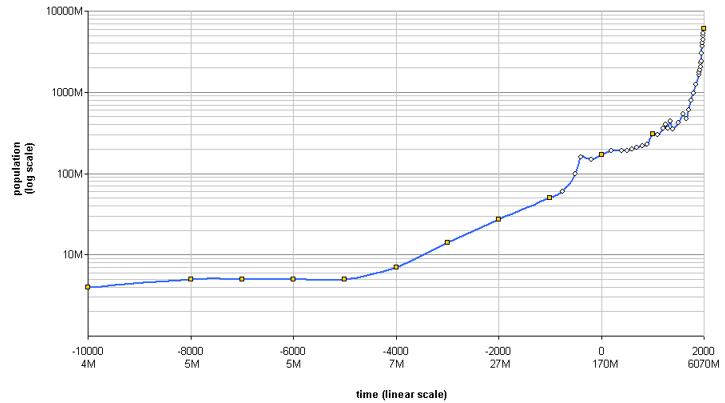 10000M
1000M
100M
10M
population
(log scale)
-10000 -8000 -6000 -4000 -2000 0 2000
4M 5M 5M 7M 27M 170M 6070M
time (linear scale)